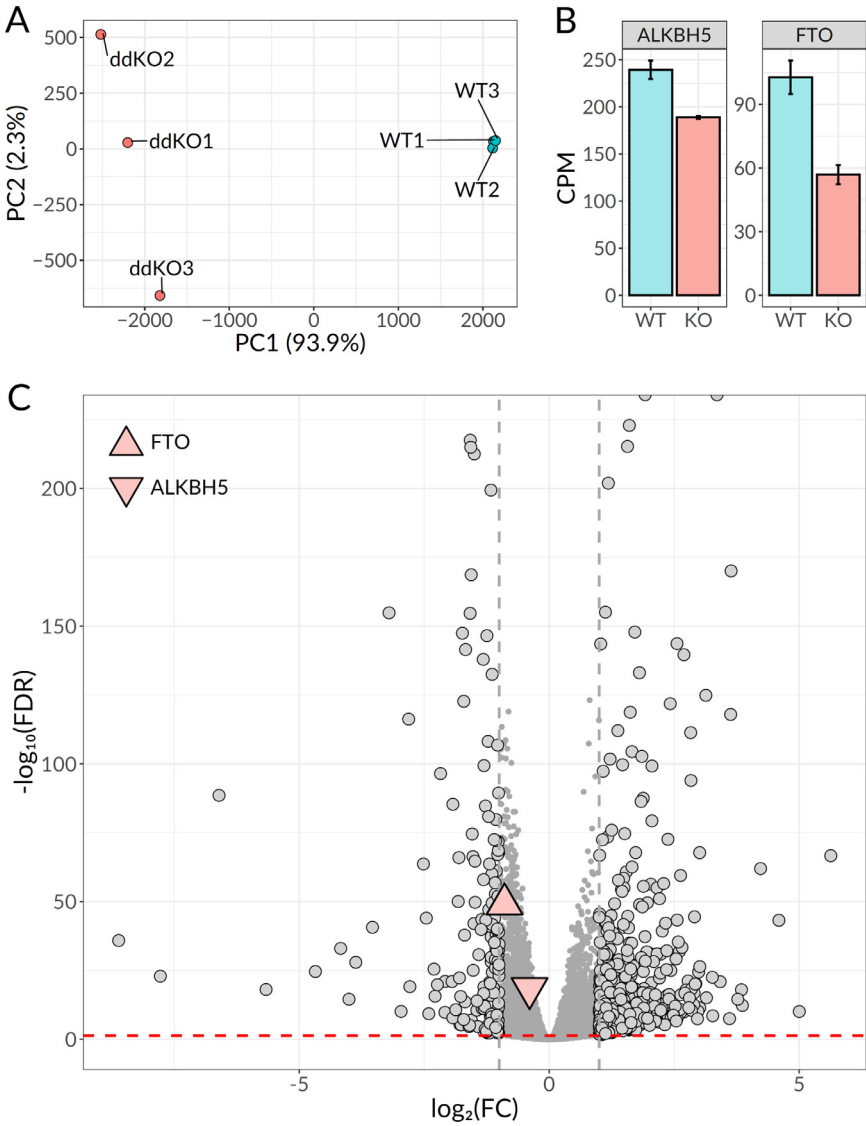 A
PC2 (2.3%)
500
250
0
−250
−500
ddKO2
ddKO1
ddKO3
WT3
WT1
WT2
−2000
−1000
0
1000
2000
PC1 (93.9%)
B
ALKBH5
FTO
CPM
250
200
150
100
50
0
90
60
30
0
WT
KO
WT
KO
C
FTO
ALKBH5
-log₁₀(FDR)
200
150
100
50
0
-5
0
5
log₂(FC)